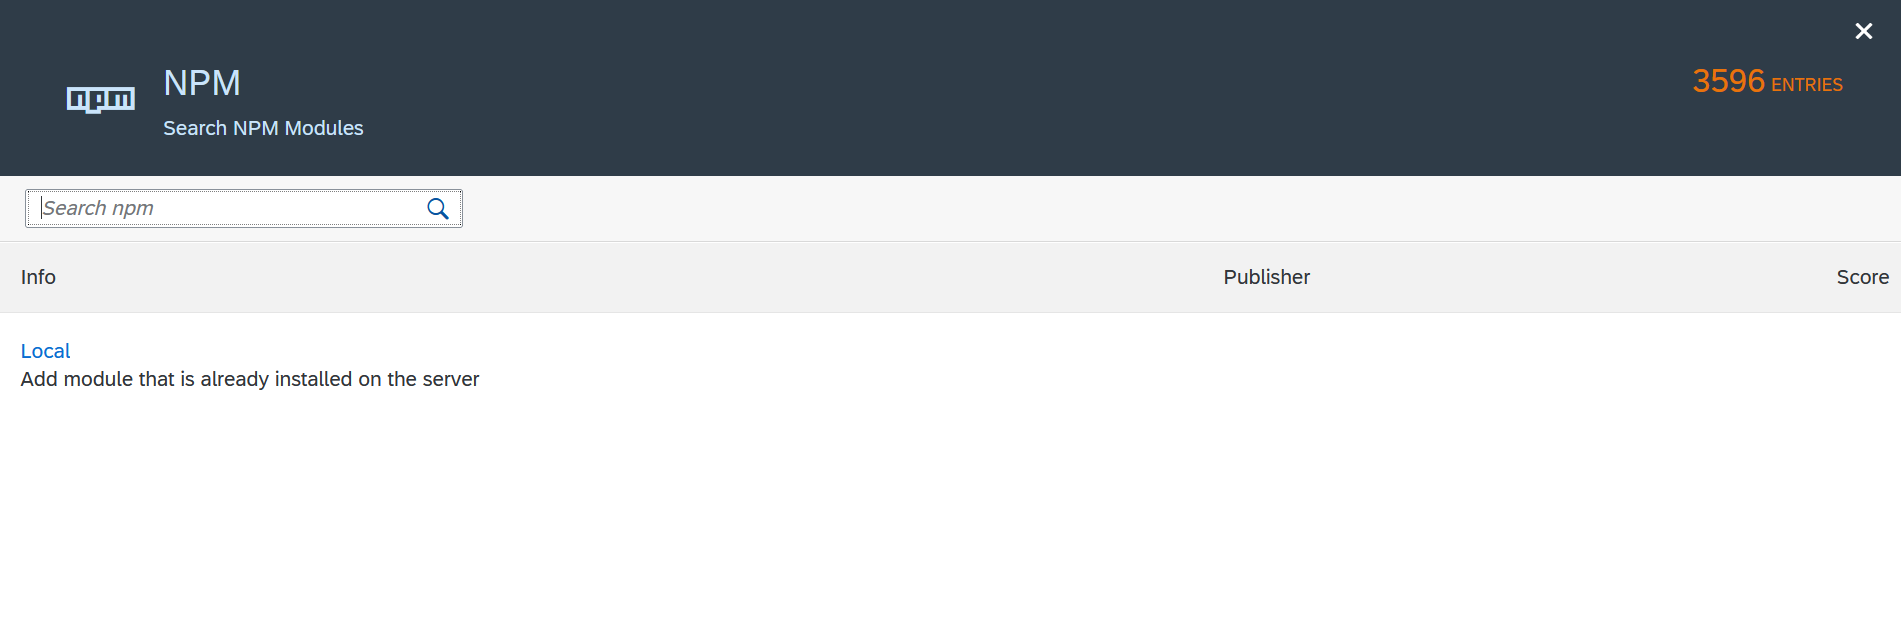 npm
NPM
3596 ENTRIES
Search NPM Modules
Search npm
Info Publisher Score
Local
Add module that is already installed on the server